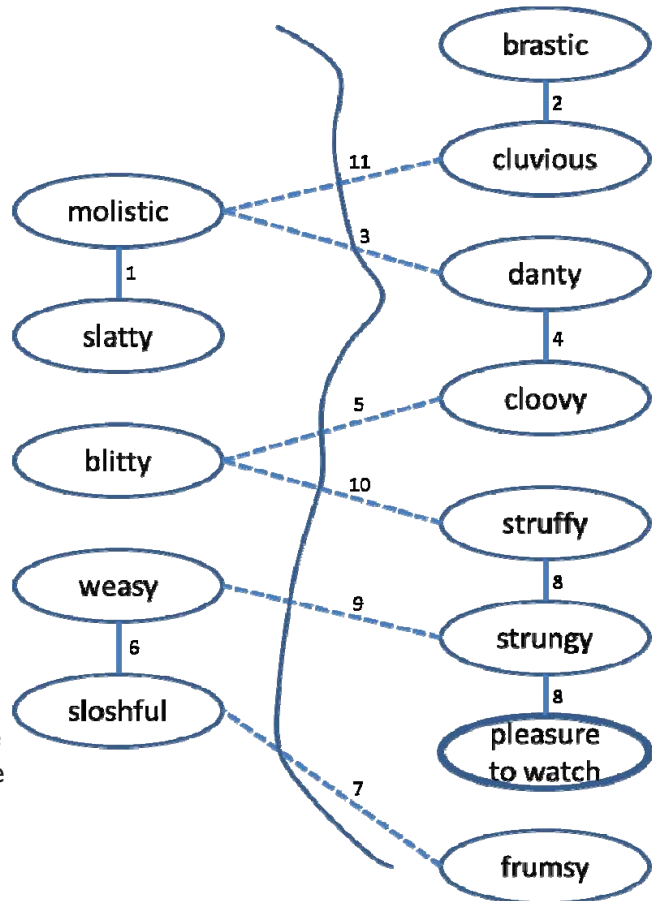 brastic
2
cluvious
11
molistic
3
danty
1
4
slatty
cloovy
5
blitty
10
struffy
8
weasy
9
strungy
6
8
sloshful
pleasure
to watch
7
frumsy